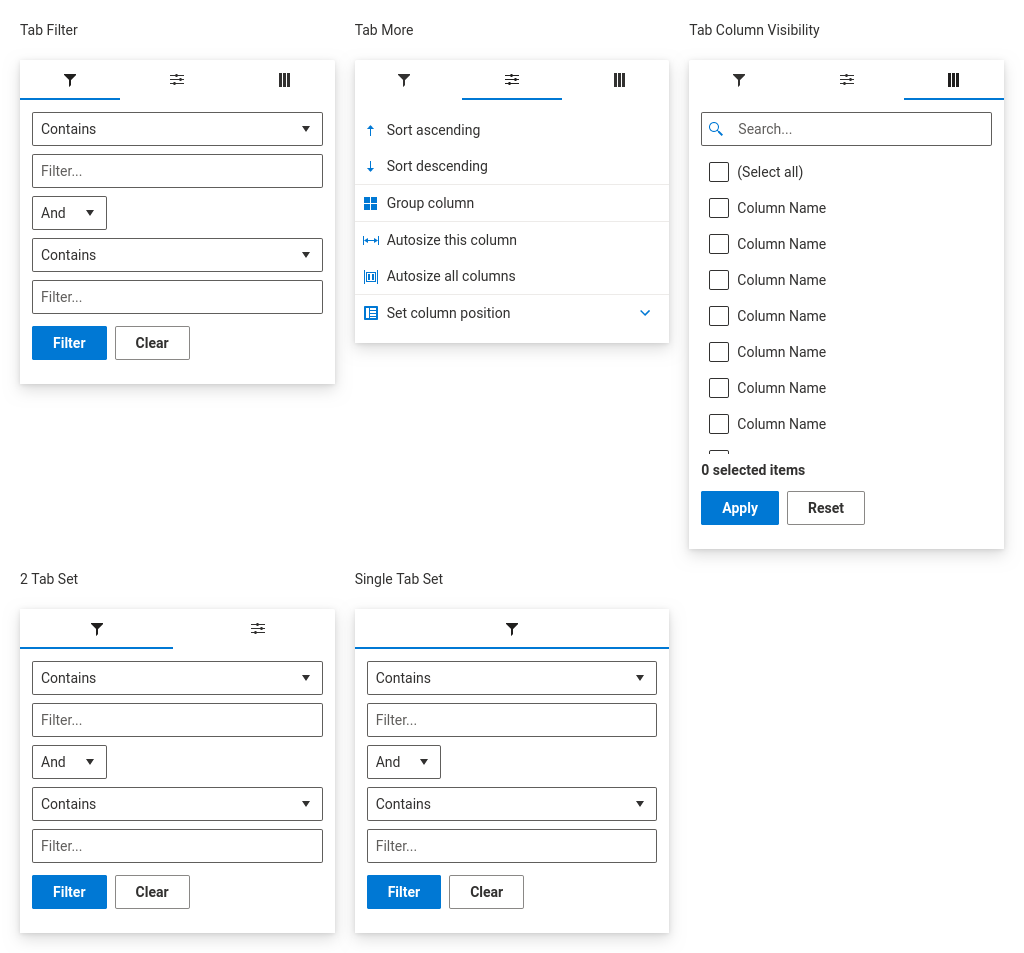 Tab Filter
Contains
Filter...
And
Contains
Filter...
Filter Clear
Tab More
Sort ascending
Sort descending
Group column
Autosize this column
Autosize all columns
Set column position
Tab Column Visibility
Search...
(Select all)
Column Name
Column Name
Column Name
Column Name
Column Name
Column Name
Column Name
0 selected items
Apply Reset
2 Tab Set
Contains
Filter...
And
Contains
Filter...
Filter Clear
Single Tab Set
Contains
Filter...
And
Contains
Filter...
Filter Clear